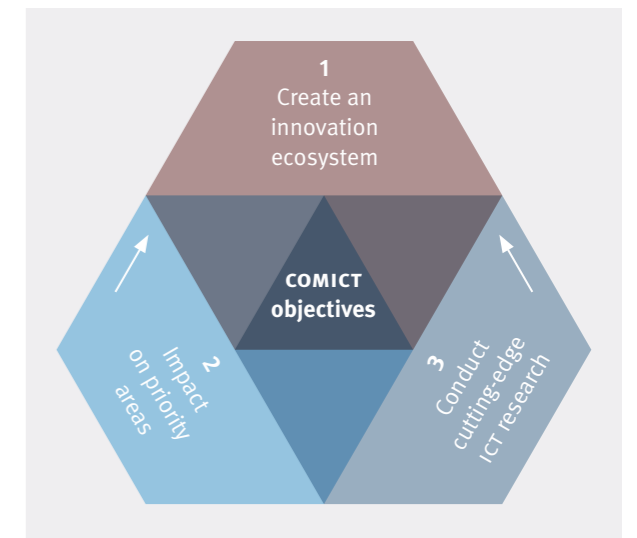 1
Create an
innovation
ecosystem
COMICT
objectives
2
Impact
on priority
areas
3
Conduct
cutting-edge
ICT research